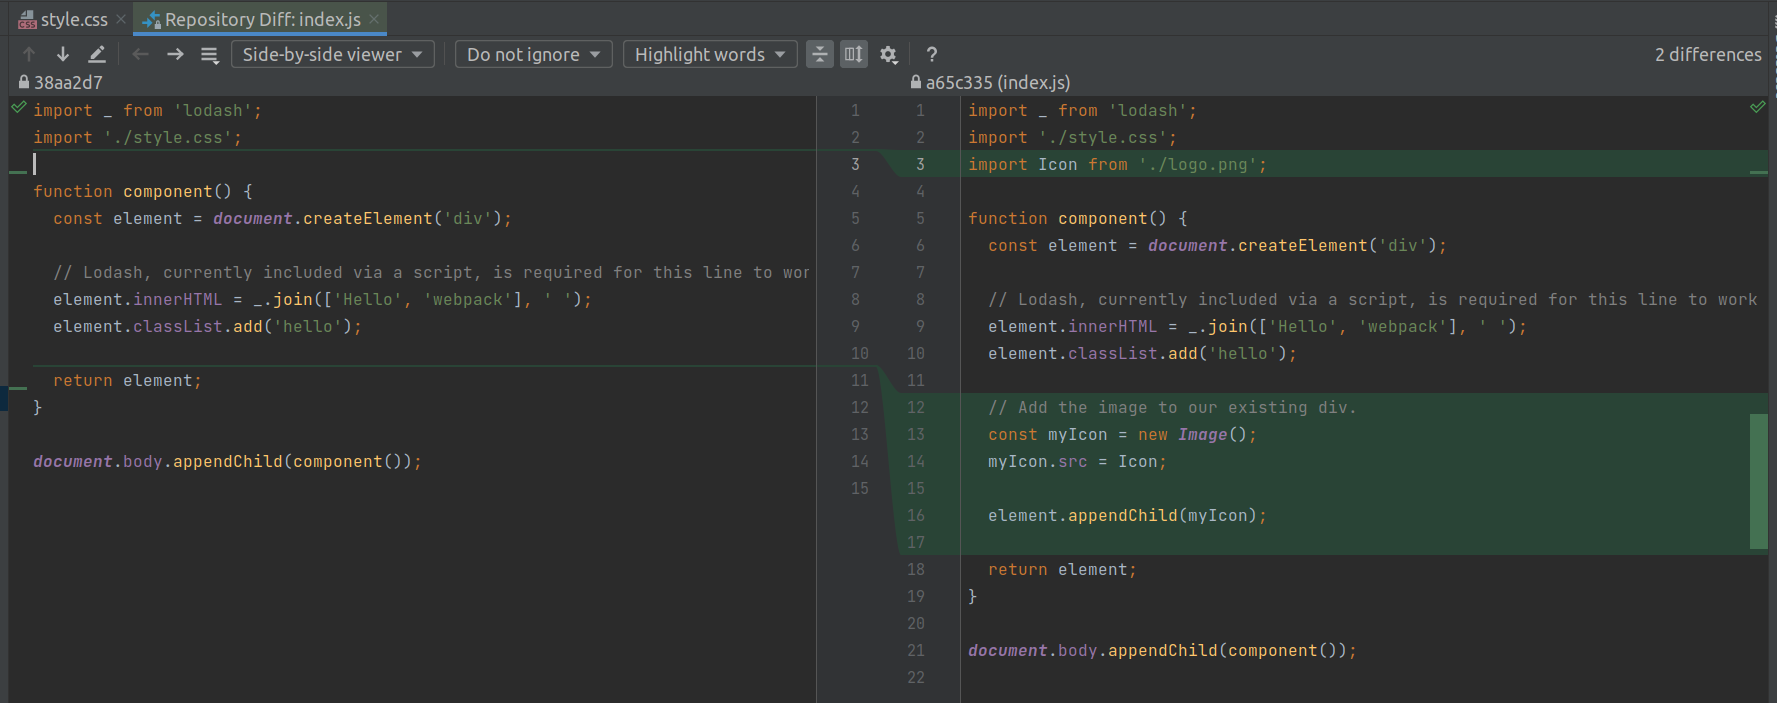 style.css Repository Diff: index.js
Side-by-side viewer Do not ignore Highlight words ? 2 differences
38aa2d7
import _ from 'lodash';
import './style.css';

function component() {
  const element = document.createElement('div');

  // Lodash, currently included via a script, is required for this line to wor
  element.innerHTML = _.join(['Hello', 'webpack'], ' ');
  element.classList.add('hello');

  return element;
}

document.body.appendChild(component());
1
2
3
4
5
6
7
8
9
10
11
12
13
14
15
a65c335 (index.js)
1 import _ from 'lodash';
2 import './style.css';
3 import Icon from './logo.png';
4
5 function component() {
6   const element = document.createElement('div');
7
8   // Lodash, currently included via a script, is required for this line to work
9   element.innerHTML = _.join(['Hello', 'webpack'], ' ');
10   element.classList.add('hello');
11
12   // Add the image to our existing div.
13   const myIcon = new Image();
14   myIcon.src = Icon;
15
16   element.appendChild(myIcon);
17
18   return element;
19 }
20
21 document.body.appendChild(component());
22